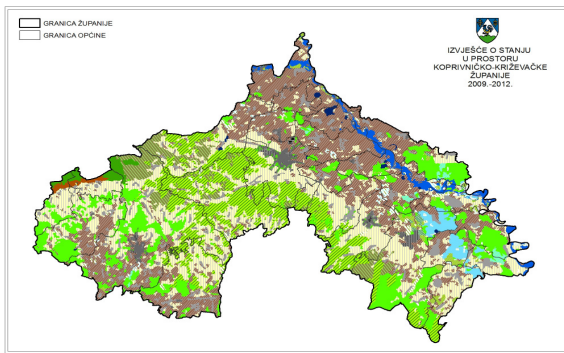 GRANICA ŽUPANIJE
GRANICA OPĆINE
IZVJEŠĆE O STANJU
U PROSTORU
KOPRIVNIČKO-KRIŽEVAČKE
ŽUPANIJE
2009.-2012.